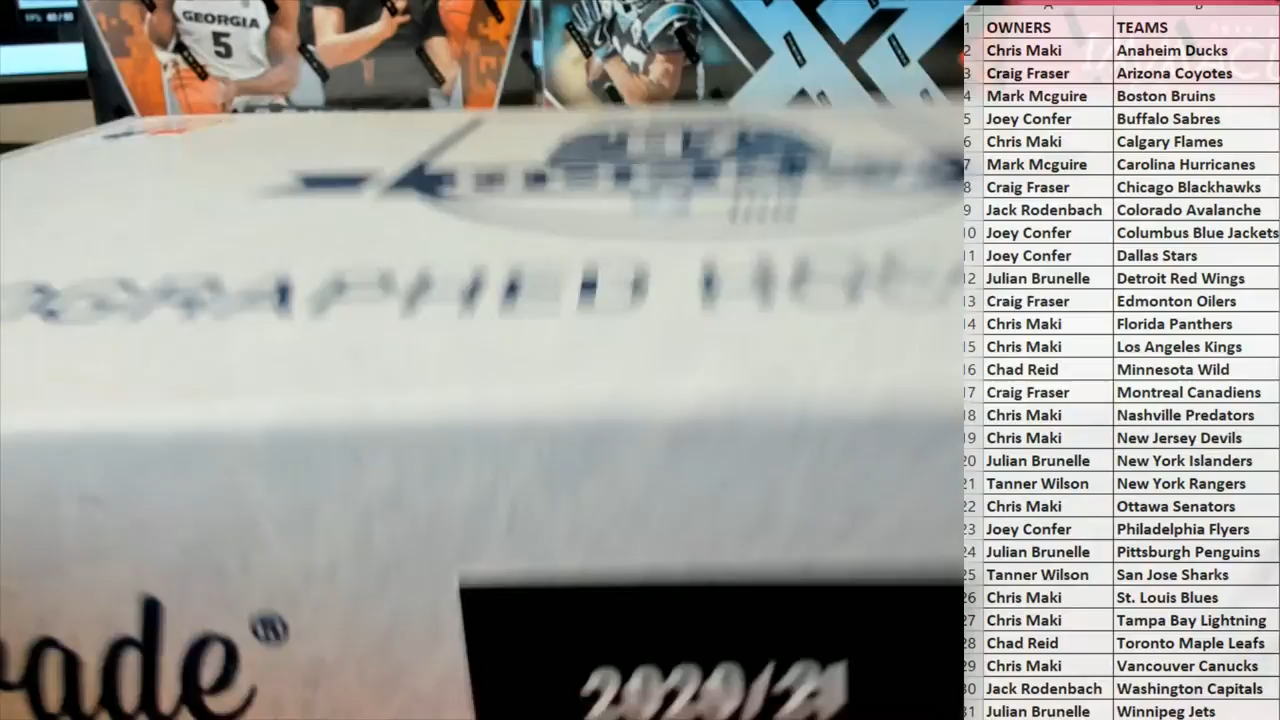 GEORGIA
5
2020/21
ade®
OWNERS TEAMS
2 Chris Maki Anaheim Ducks
3 Craig Fraser Arizona Coyotes
4 Mark Mcguire Boston Bruins
5 Joey Confer Buffalo Sabres
6 Chris Maki Calgary Flames
7 Mark Mcguire Carolina Hurricanes
8 Craig Fraser Chicago Blackhawks
9 Jack Rodenbach Colorado Avalanche
10 Joey Confer Columbus Blue Jackets
11 Joey Confer Dallas Stars
12 Julian Brunelle Detroit Red Wings
13 Craig Fraser Edmonton Oilers
14 Chris Maki Florida Panthers
15 Chris Maki Los Angeles Kings
16 Chad Reid Minnesota Wild
17 Craig Fraser Montreal Canadiens
18 Chris Maki Nashville Predators
19 Chris Maki New Jersey Devils
20 Julian Brunelle New York Islanders
21 Tanner Wilson New York Rangers
22 Chris Maki Ottawa Senators
23 Joey Confer Philadelphia Flyers
24 Julian Brunelle Pittsburgh Penguins
25 Tanner Wilson San Jose Sharks
26 Chris Maki St. Louis Blues
27 Chris Maki Tampa Bay Lightning
28 Chad Reid Toronto Maple Leafs
29 Chris Maki Vancouver Canucks
30 Jack Rodenbach Washington Capitals
31 Julian Brunelle Winnipeg Jets